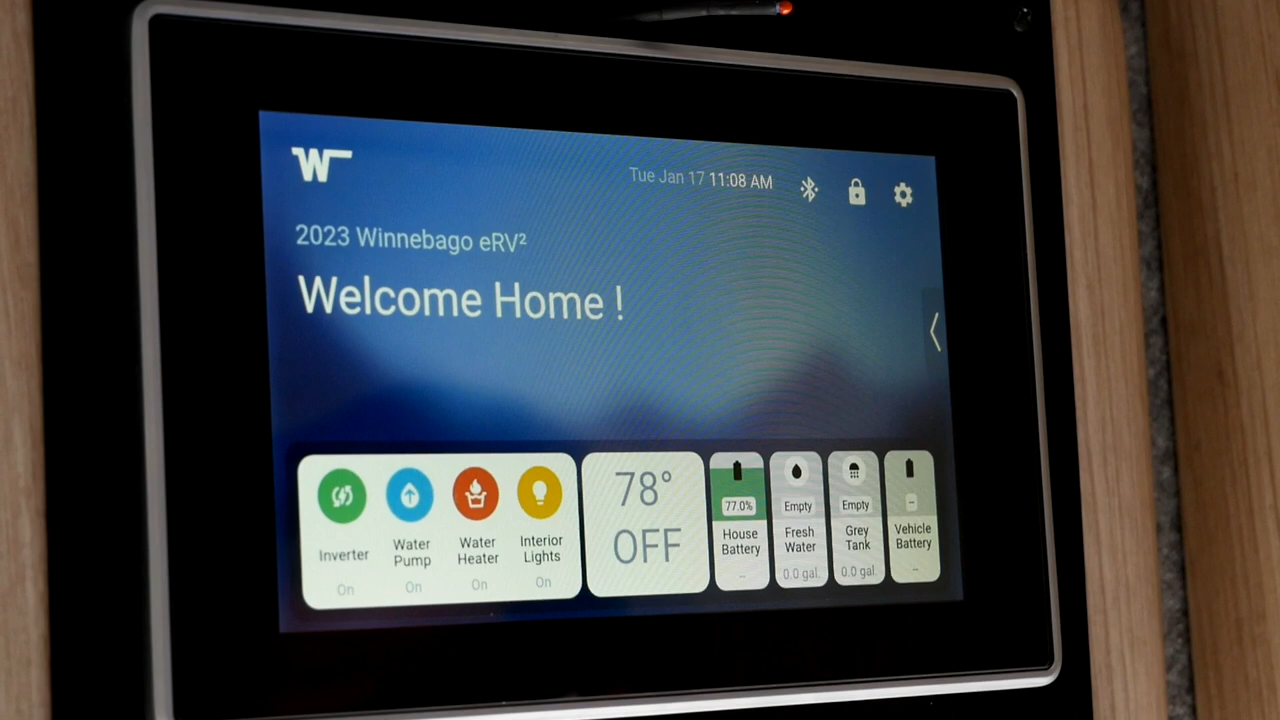 W
Tue Jan 17 11:08 AM
2023 Winnebago eRV²
Welcome Home !
Inverter
On
Water
Pump
On
Water
Heater
On
Interior
Lights
On
78°
OFF
77.0%
House
Battery
--
Empty
Fresh
Water
0.0 gal.
Empty
Grey
Tank
0.0 gal.
--
Vehicle
Battery
--